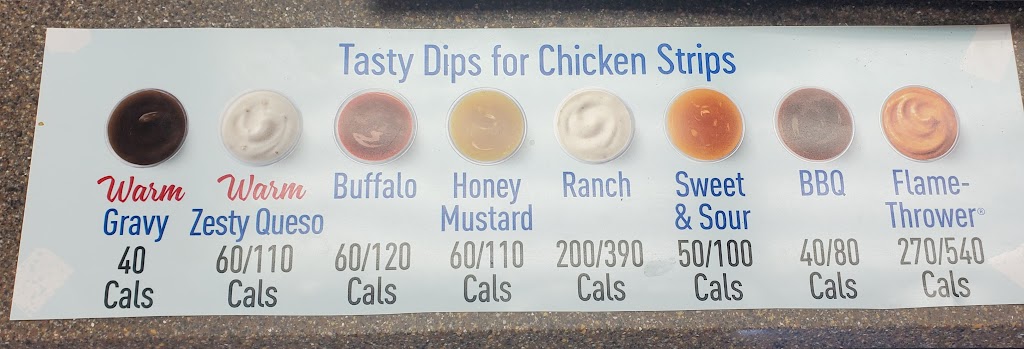 Tasty Dips for Chicken Strips
Warm
Gravy
40
Cals
Warm
Zesty Queso
60/110
Cals
Buffalo
60/120
Cals
Honey
Mustard
60/110
Cals
Ranch
200/390
Cals
Sweet
& Sour
50/100
Cals
BBQ
40/80
Cals
Flame-
Thrower®
270/540
Cals